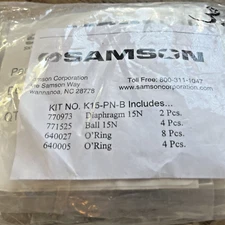 SAMSON
Samson Corporation
One Samson Way
Swannanoa, NC 28778
Toll Free: 800-311-1047
www.samsoncorporation.com
KIT NO. K15-PN-B Includes...
770973 Diaphragm 15N 2 Pcs.
771525 Ball 15N 4 Pcs.
640027 O'Ring 8 Pcs.
640005 O'Ring 4 Pcs.